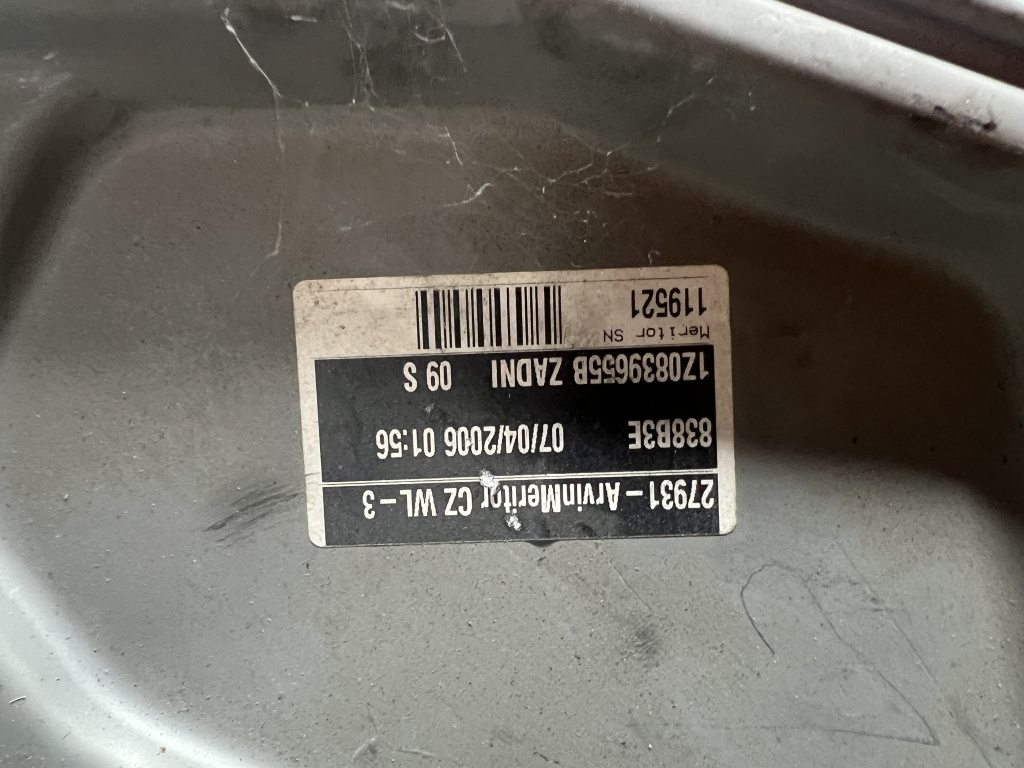 27931 - ArvinMeritor CZ WL - 3
838B3E 07/04/2006 01:56
1Z0839655B ZADNI 09 S
Meritor SN
119521